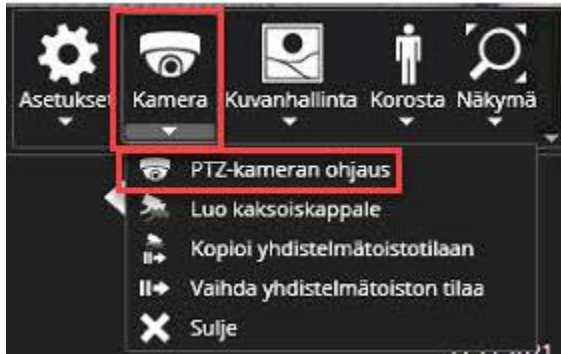 Asetukset Kamera Kuvanhallinta Korosta Näkymä
PTZ-kameran ohjaus
Luo kaksoiskappale
Kopioi yhdistelmätoistotilaan
Vaihda yhdistelmätoiston tilaa
Sulje